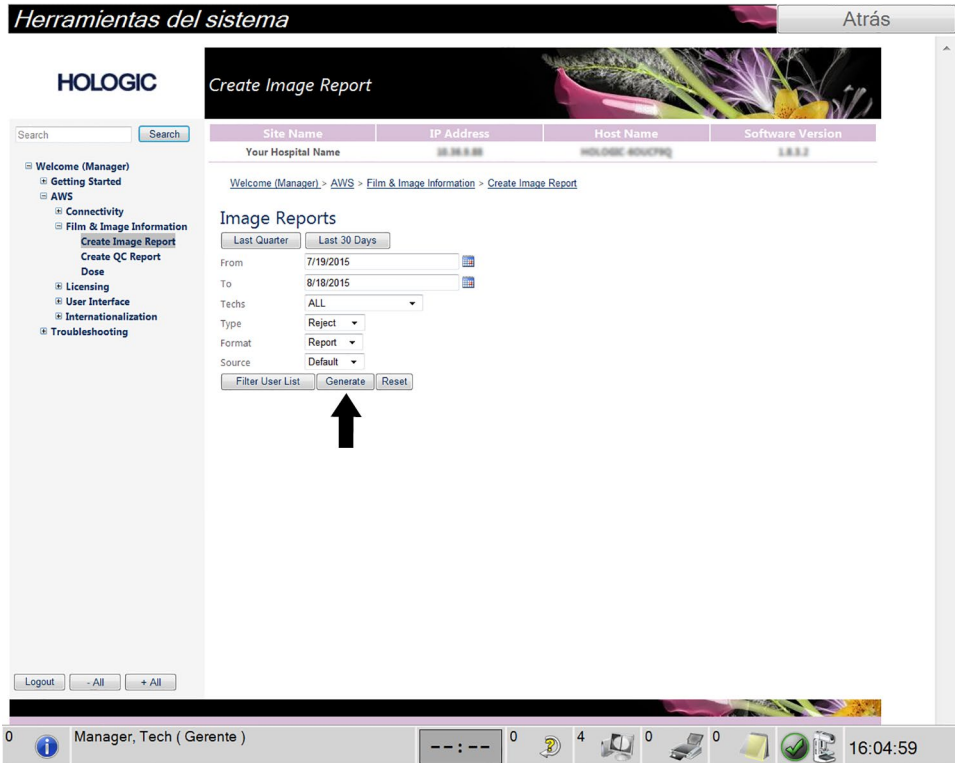 Herramientas del sistema
Atrás
HOLOGIC
Create Image Report
Search
Search
Site Name IP Address Host Name Software Version
Your Hospital Name 1.8.3.2
Welcome (Manager)
Getting Started
AWS
Connectivity
Film & Image Information
Create Image Report
Create QC Report
Dose
Licensing
User Interface
Internationalization
Troubleshooting
Welcome (Manager) > AWS > Film & Image Information > Create Image Report
Image Reports
Last Quarter Last 30 Days
From 7/19/2015
To 8/18/2015
Techs ALL
Type Reject
Format Report
Source Default
Filter User List Generate Reset
Logout - All + All
0 Manager, Tech ( Gerente ) --:-- 0 4 0 0 16:04:59